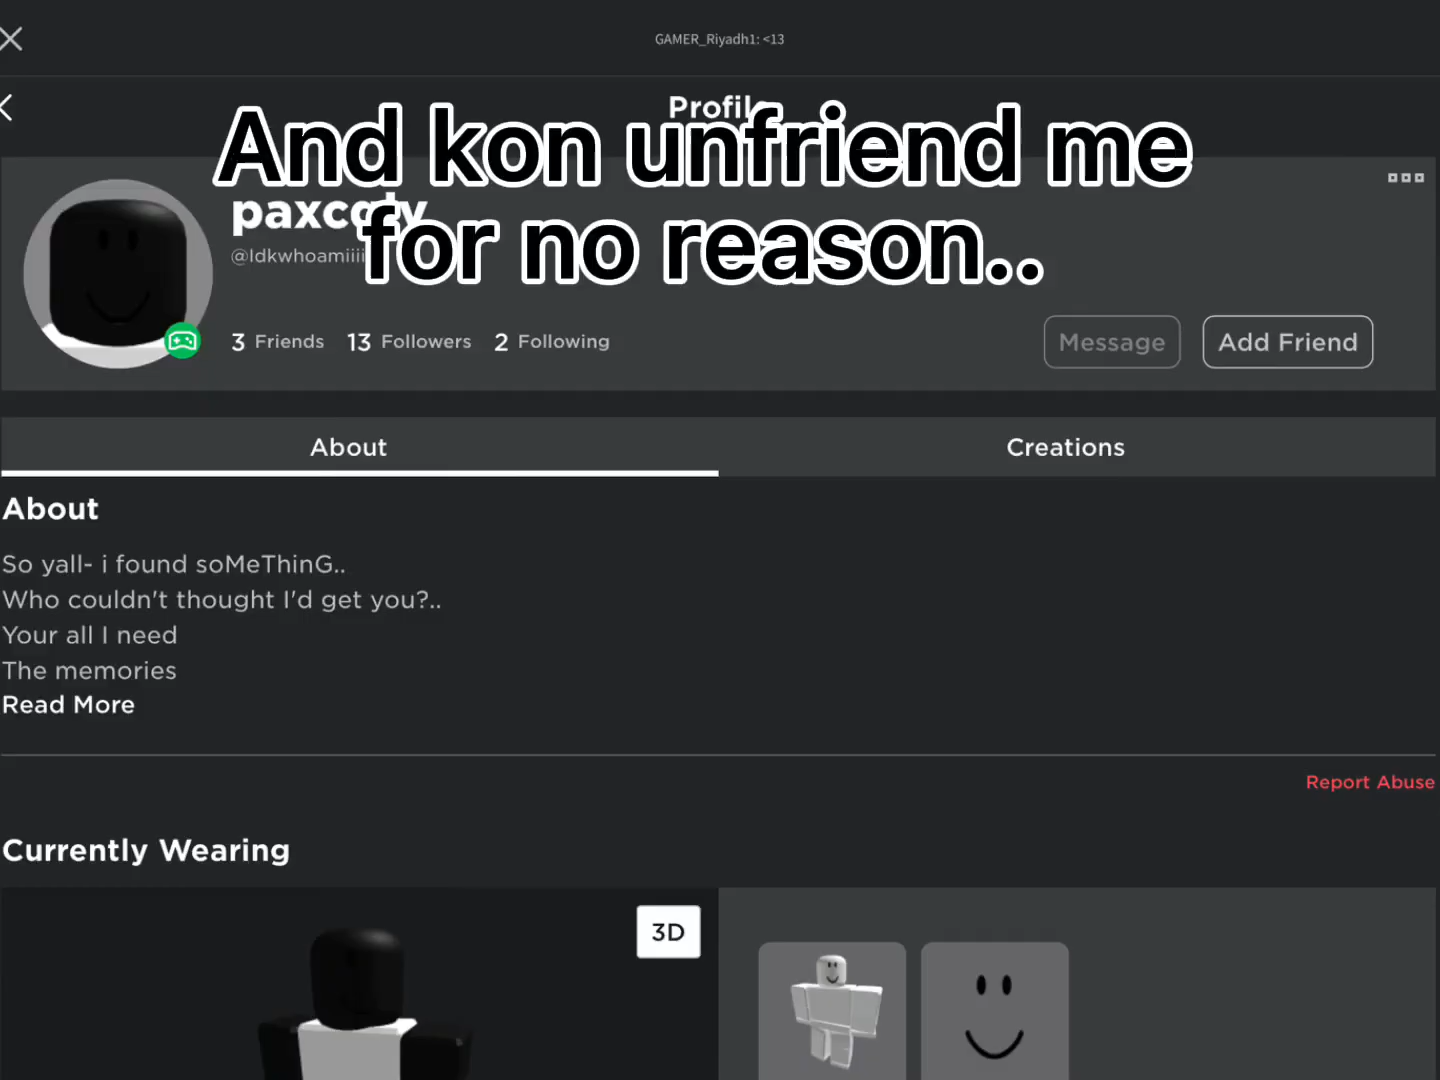 GAMER_Riyadh1: <13
Profile
And kon unfriend me
for no reason..
@Idkwhoamiiii
3 Friends 13 Followers 2 Following
Message
Add Friend
About
Creations
About
So yall- i found soMeThinG..
Who couldn't thought I'd get you?..
Your all I need
The memories
Read More
Report Abuse
Currently Wearing
3D